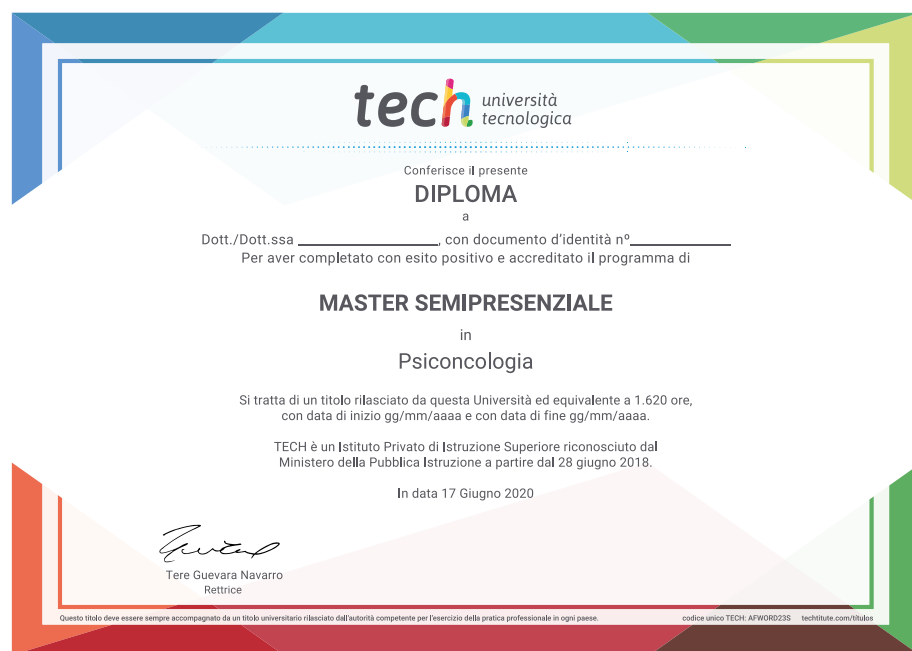 tech università
tecnologica
Conferisce il presente
DIPLOMA
a
Dott./Dott.ssa ____________________, con documento d'identità nº______________
Per aver completato con esito positivo e accreditato il programma di
MASTER SEMIPRESENZIALE
in
Psiconcologia
Si tratta di un titolo rilasciato da questa Università ed equivalente a 1.620 ore,
con data di inizio gg/mm/aaaa e con data di fine gg/mm/aaaa.
TECH è un Istituto Privato di Istruzione Superiore riconosciuto dal
Ministero della Pubblica Istruzione a partire dal 28 giugno 2018.
In data 17 Giugno 2020
Tere Guevara Navarro
Rettrice
Questo titolo deve essere sempre accompagnato da un titolo universitario rilasciato dall'autorità competente per l'esercizio della pratica professionale in ogni paese. codice unico TECH: AFWORD23S techtitute.com/títulos